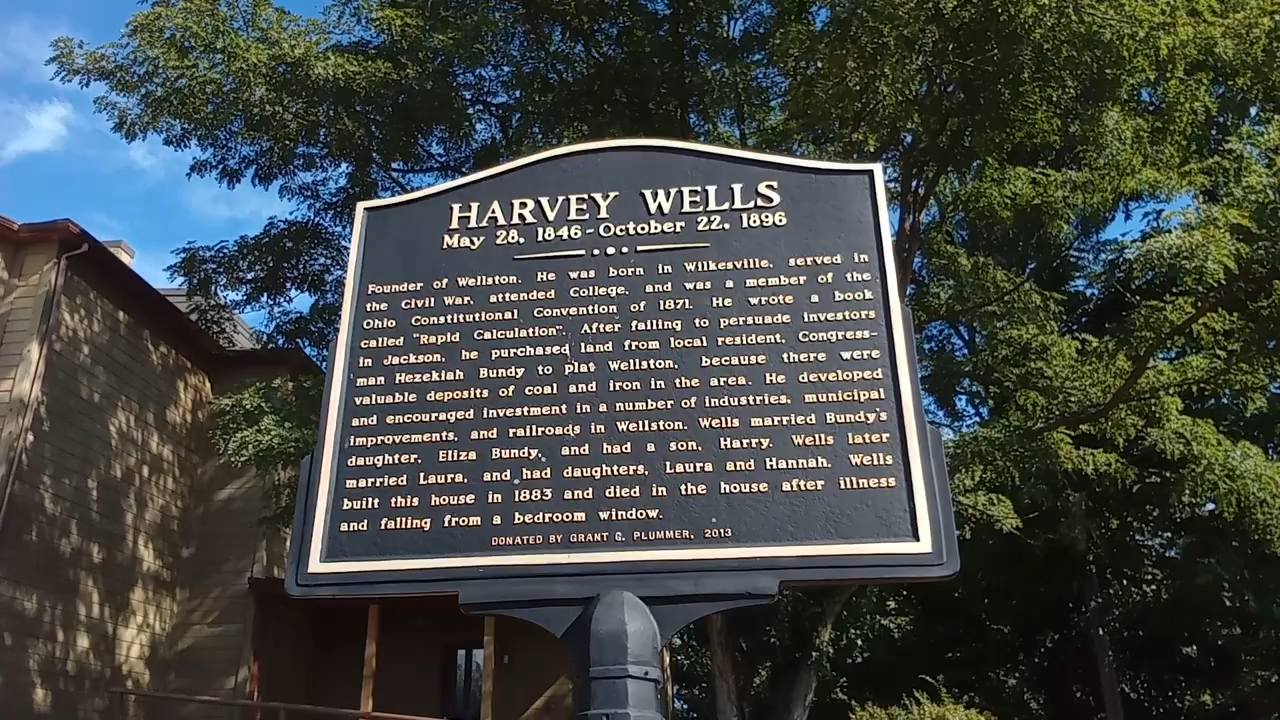 HARVEY WELLS
May 28, 1846-October 22, 1896
Founder of Wellston. He was born in Wilkesville, served in
the Civil War, attended College, and was a member of the
Ohio Constitutional Convention of 1871. He wrote a book
called "Rapid Calculation". After failing to persuade investors
in Jackson, he purchased land from local resident, Congress-
man Hezekiah Bundy to plat Wellston, because there were
valuable deposits of coal and iron in the area. He developed
and encouraged investment in a number of industries, municipal
improvements, and railroads in Wellston. Wells married Bundy's
daughter, Eliza Bundy, and had a son, Harry. Wells later
married Laura, and had daughters, Laura and Hannah. Wells
built this house in 1883 and died in the house after illness
and falling from a bedroom window.
DONATED BY GRANT G. PLUMMER, 2013